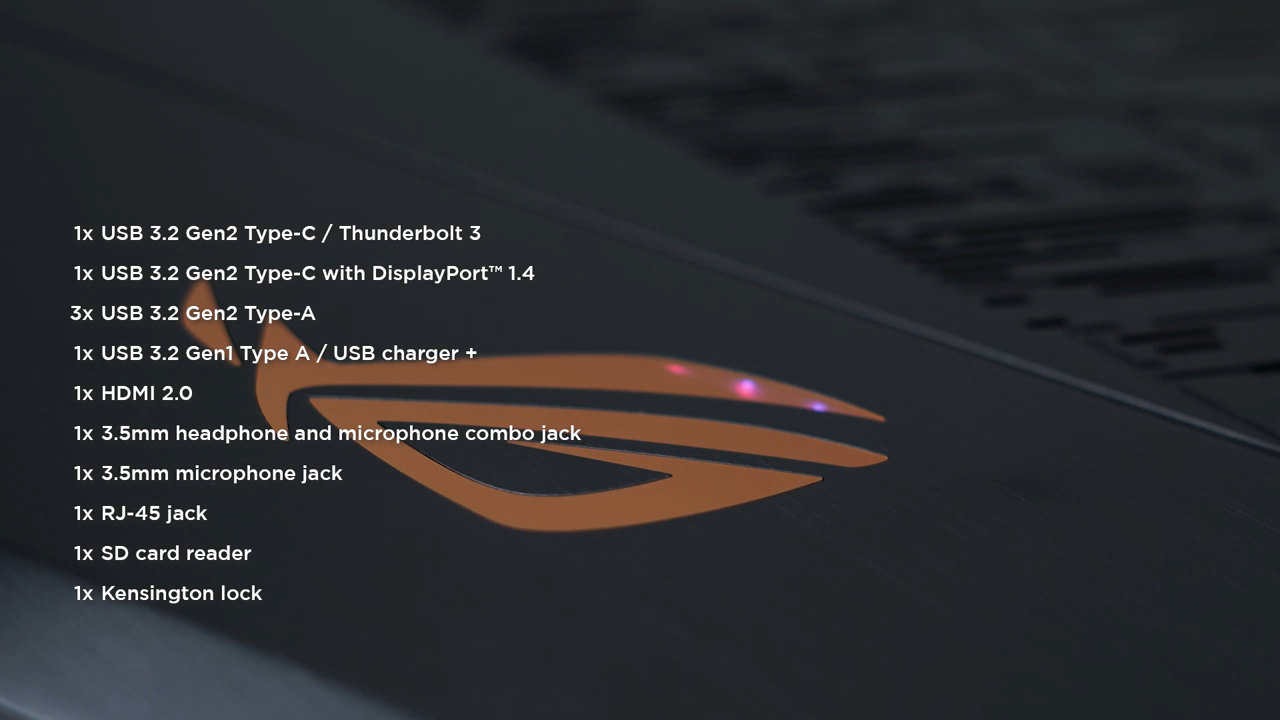 1x USB 3.2 Gen2 Type-C / Thunderbolt 3
1x USB 3.2 Gen2 Type-C with DisplayPort™ 1.4
3x USB 3.2 Gen2 Type-A
1x USB 3.2 Gen1 Type A / USB charger +
1x HDMI 2.0
1x 3.5mm headphone and microphone combo jack
1x 3.5mm microphone jack
1x RJ-45 jack
1x SD card reader
1x Kensington lock